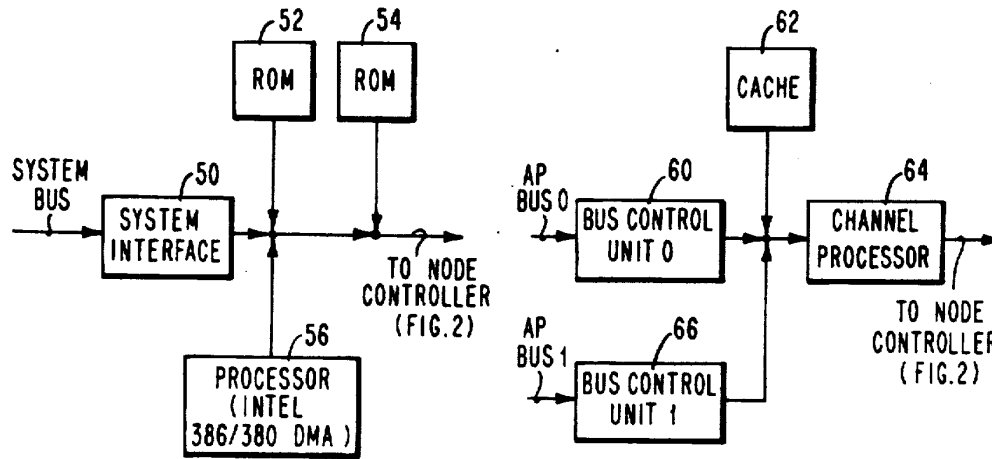 52
ROM
54
ROM
SYSTEM
BUS
50
SYSTEM
INTERFACE
TO NODE
CONTROLLER
(FIG.2)
56
PROCESSOR
(INTEL
386/380 DMA)
62
CACHE
AP
BUS 0
60
BUS CONTROL
UNIT 0
64
CHANNEL
PROCESSOR
TO NODE
CONTROLLER
(FIG.2)
AP
BUS 1
66
BUS CONTROL
UNIT 1